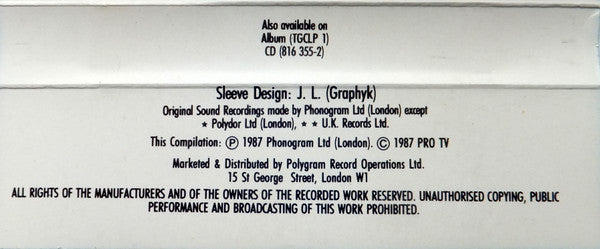 Also available on
Album (TGCLP 1)
CD (816 355-2)
Sleeve Design: J. L. (Graphyk)
Original Sound Recordings made by Phonogram Ltd (London) except
★ Polydor Ltd (London), ★ ★ U.K. Records Ltd.
This Compilation: ℗ 1987 Phonogram Ltd (London). © 1987 PRO TV
Marketed & Distributed by Polygram Record Operations Ltd.
15 St George Street, London W1
ALL RIGHTS OF THE MANUFACTURERS AND OF THE OWNERS OF THE RECORDED WORK RESERVED. UNAUTHORISED COPYING, PUBLIC
PERFORMANCE AND BROADCASTING OF THIS WORK PROHIBITED.